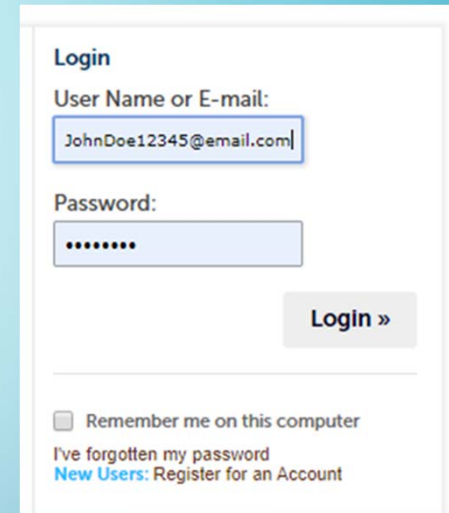 Login
User Name or E-mail:
JohnDoe12345@email.com
Password:
••••••••
Login »
Remember me on this computer
I've forgotten my password
New Users: Register for an Account